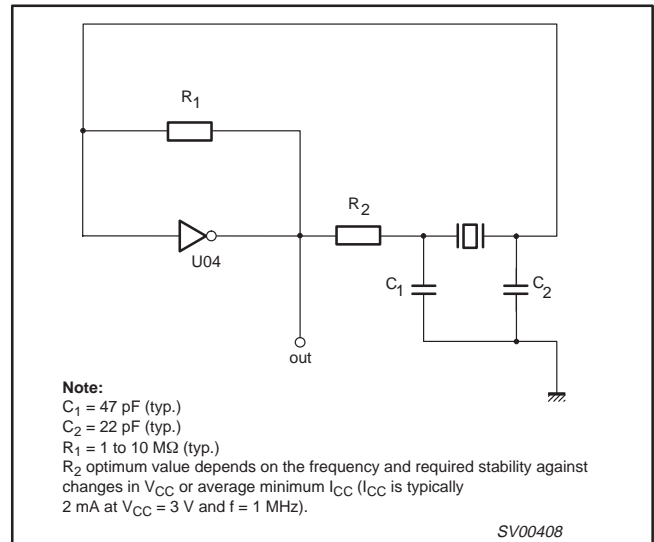 R1
R2
U04
C1
C2
out
Note:
C1 = 47 pF (typ.)
C2 = 22 pF (typ.)
R1 = 1 to 10 MΩ (typ.)
R2 optimum value depends on the frequency and required stability against
changes in VCC or average minimum ICC (ICC is typically
2 mA at VCC = 3 V and f = 1 MHz).
SV00408